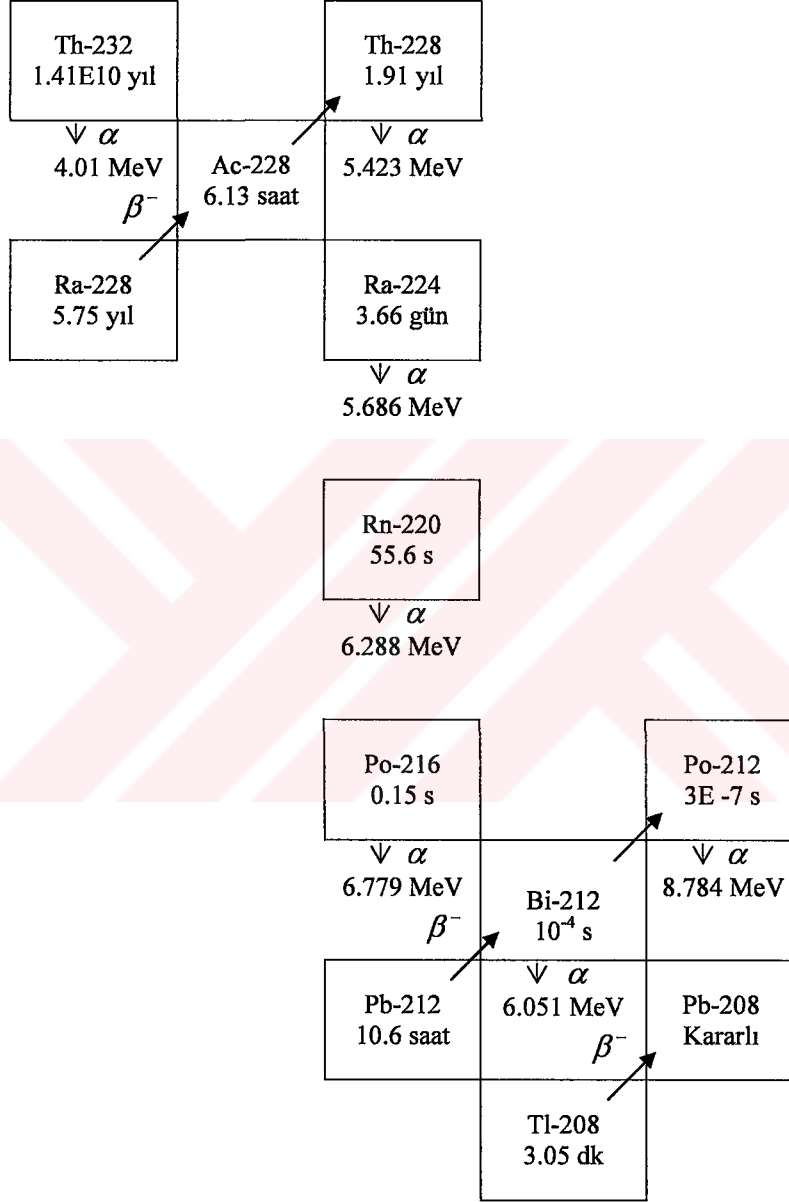 Th-232
1.41E10 yıl
Th-228
1.91 yıl
α
4.01 MeV
Ac-228
6.13 saat
α
5.423 MeV
β⁻
Ra-228
5.75 yıl
Ra-224
3.66 gün
α
5.686 MeV
Rn-220
55.6 s
α
6.288 MeV
Po-216
0.15 s
Po-212
3E -7 s
α
6.779 MeV
Bi-212
10⁻⁴ s
α
8.784 MeV
β⁻
Pb-212
10.6 saat
α
6.051 MeV
Pb-208
Kararlı
β⁻
Tl-208
3.05 dk